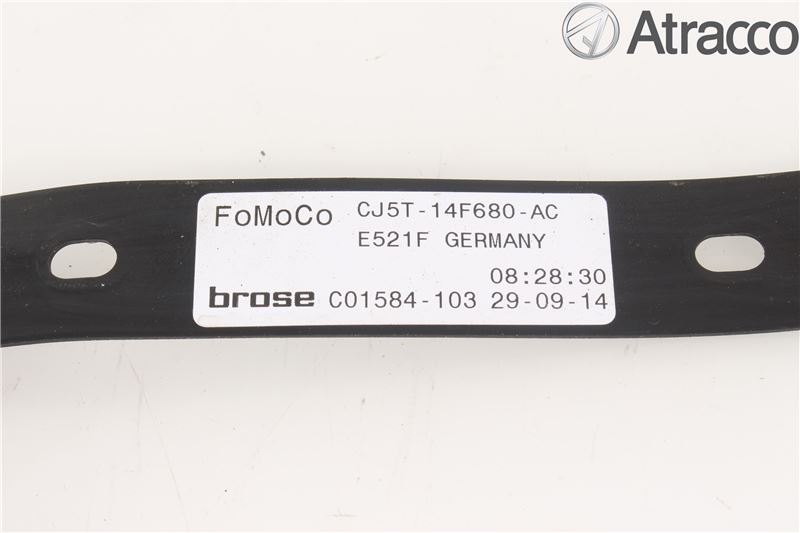 Atracco
FoMoCo CJ5T-14F680-AC
E521F GERMANY
08:28:30
brose C01584-103 29-09-14